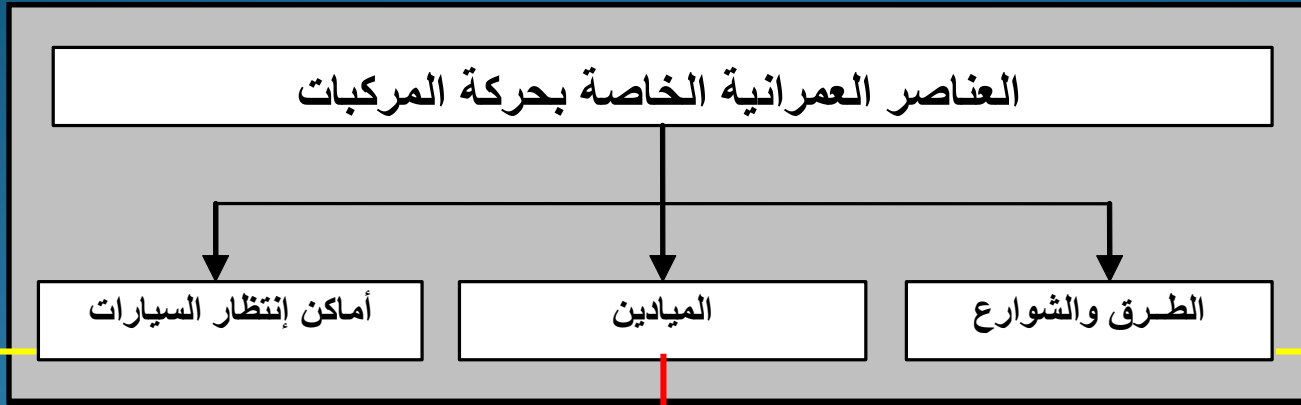 العناصر العمرانية الخاصة بحركة المركبات
الطـرق والشوارع
الميادين
أماكن إنتظار السيارات